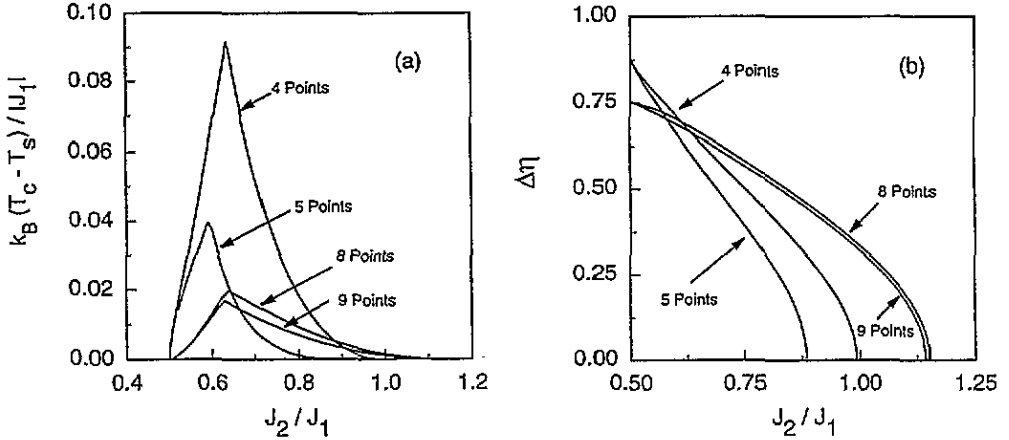 0.10
0.08
0.06
0.04
0.02
0.00
0.4
0.6
0.8
1.0
1.2
k_B (T_c - T_s) / |J_1|
J_2 / J_1
(a)
4 Points
5 Points
8 Points
9 Points
1.00
0.75
0.50
0.25
0.00
0.50
0.75
1.00
1.25
Δη
J_2 / J_1
(b)
4 Points
8 Points
5 Points
9 Points